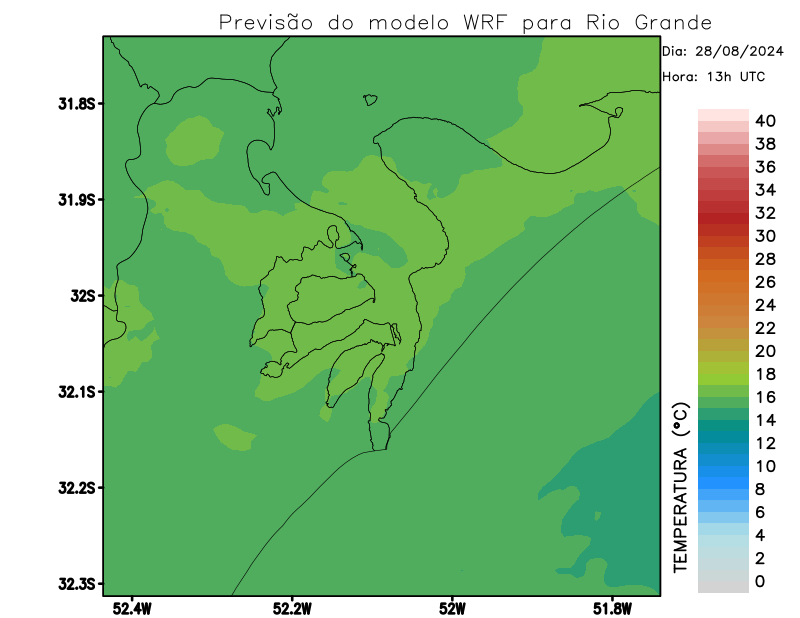 Previsão do modelo WRF para Rio Grande
Dia: 28/08/2024
Hora: 13h UTC
31.8S
31.9S
32S
32.1S
32.2S
32.3S
52.4W
52.2W
52W
51.8W
TEMPERATURA (°C)
40
38
36
34
32
30
28
26
24
22
20
18
16
14
12
10
8
6
4
2
0